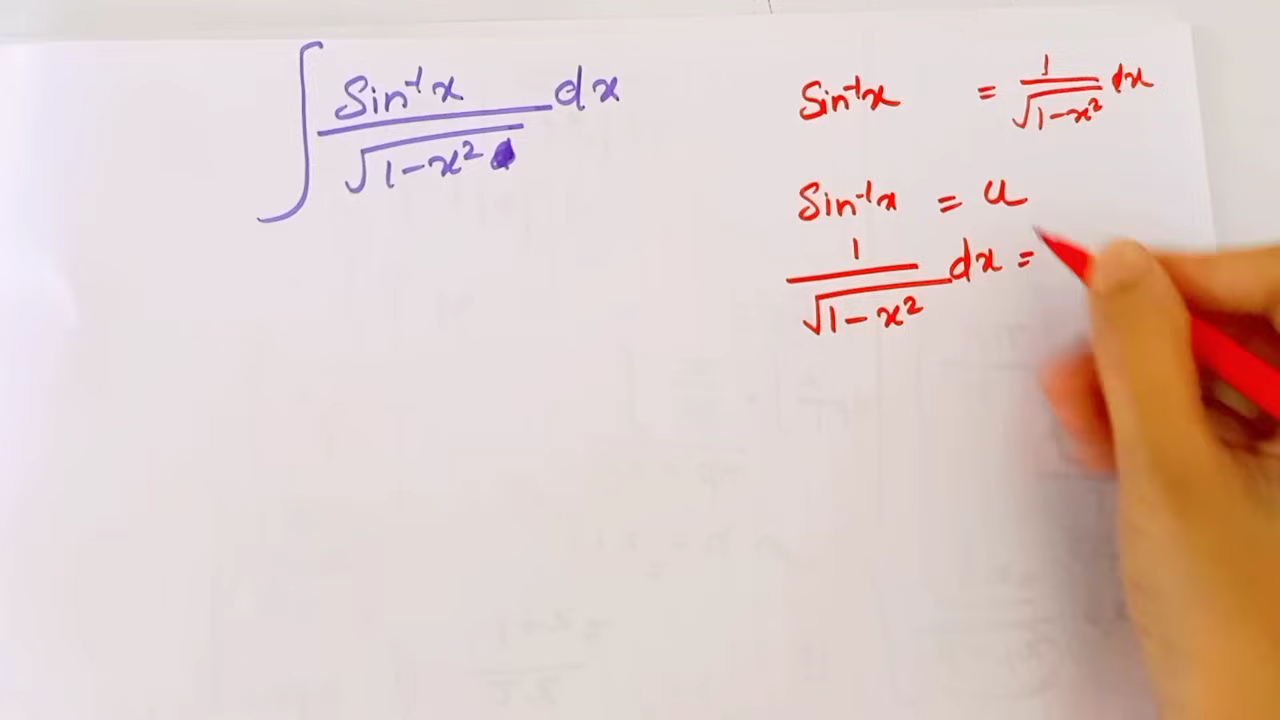 ∫ Sin⁻¹x / √1-x² dx
Sin⁻¹x = 1 / √1-x² dx
Sin⁻¹x = u
1 / √1-x² dx =